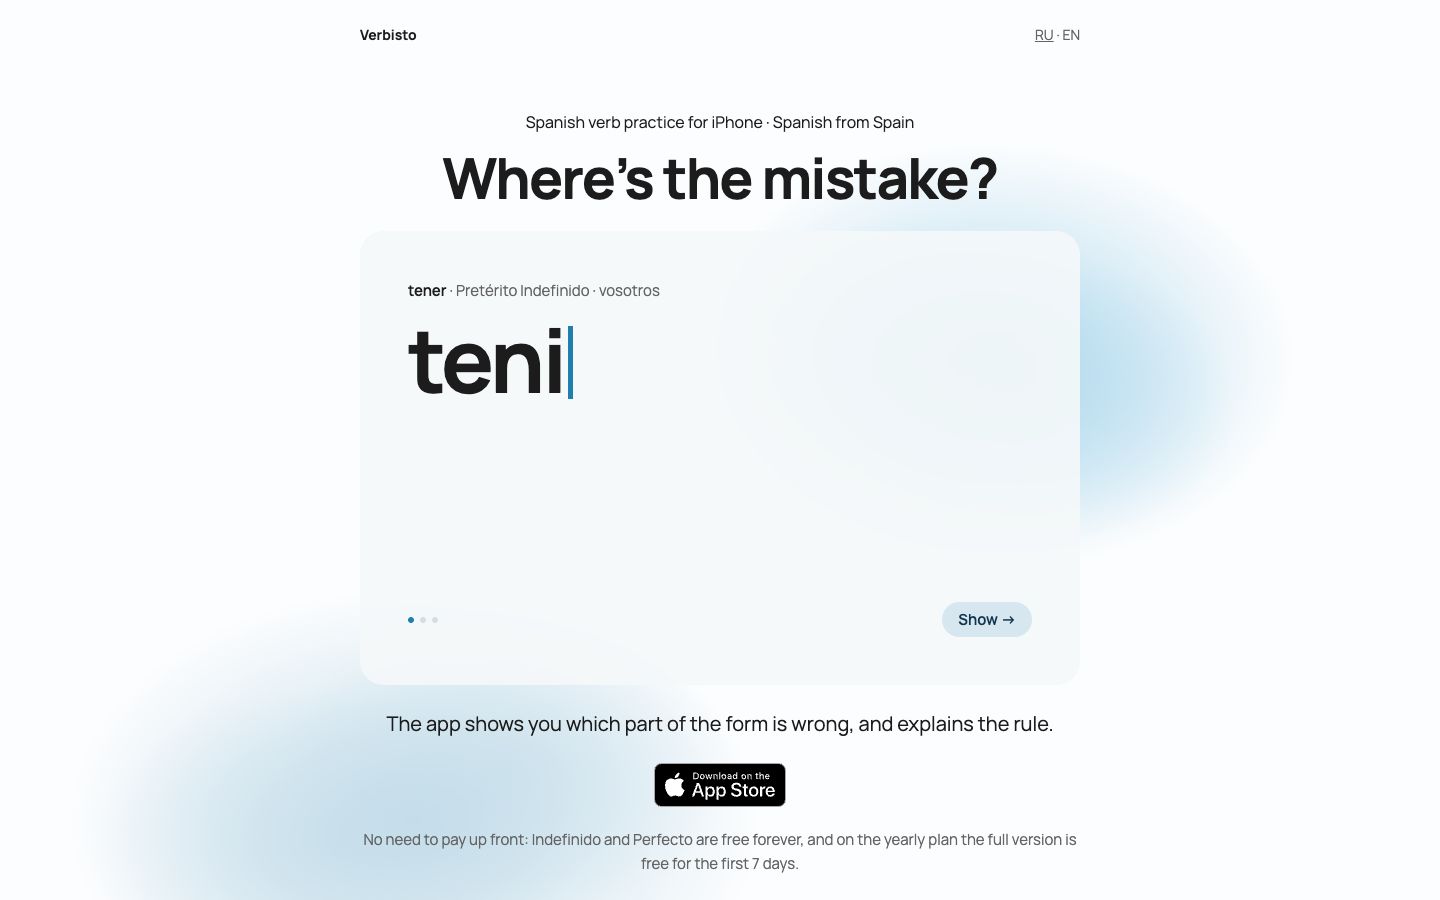 Verbisto
RU · EN
Spanish verb practice for iPhone · Spanish from Spain
Where’s the mistake?
tener · Pretérito Indefinido · vosotros
teni
Show →
The app shows you which part of the form is wrong, and explains the rule.
Download on the
App Store
No need to pay up front: Indefinido and Perfecto are free forever, and on the yearly plan the full version is
free for the first 7 days.